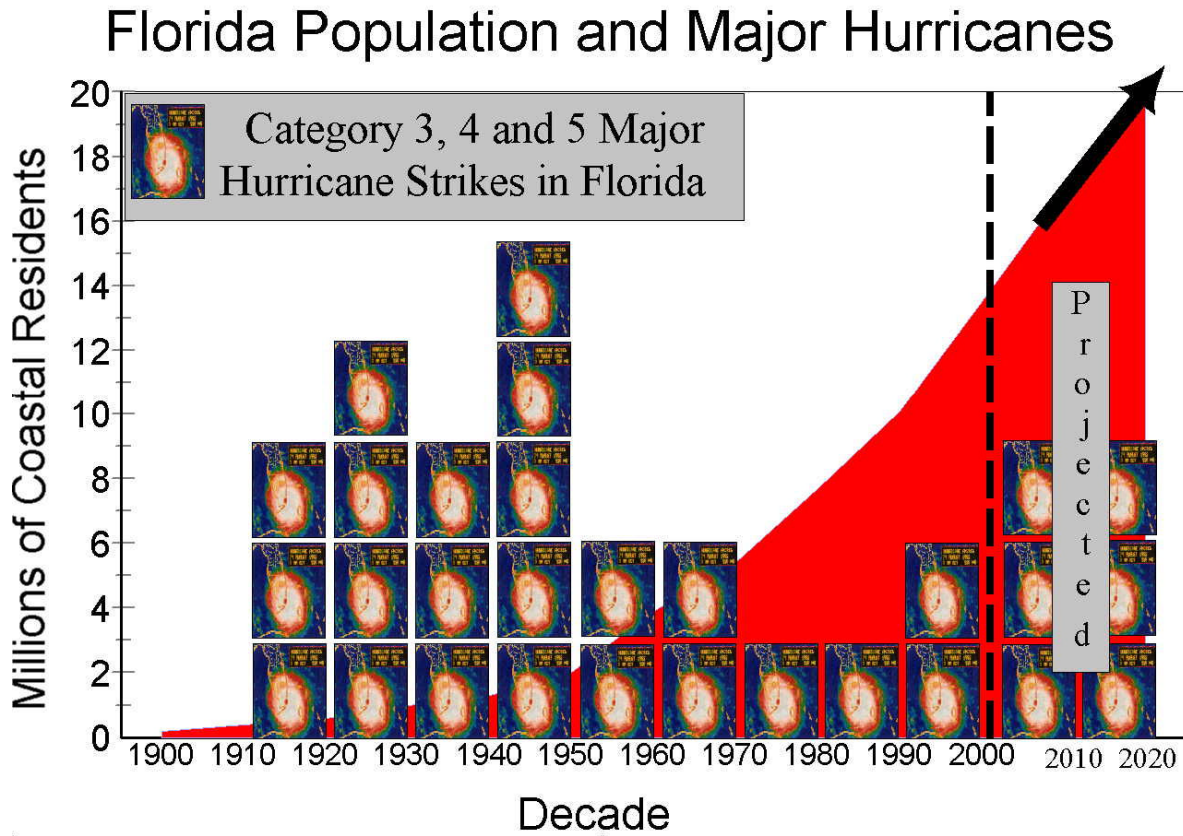 Florida Population and Major Hurricanes
Category 3, 4 and 5 Major
Hurricane Strikes in Florida
Millions of Coastal Residents
20
18
16
14
12
10
8
6
4
2
0
Projected
1900 1910 1920 1930 1940 1950 1960 1970 1980 1990 2000 2010 2020
Decade